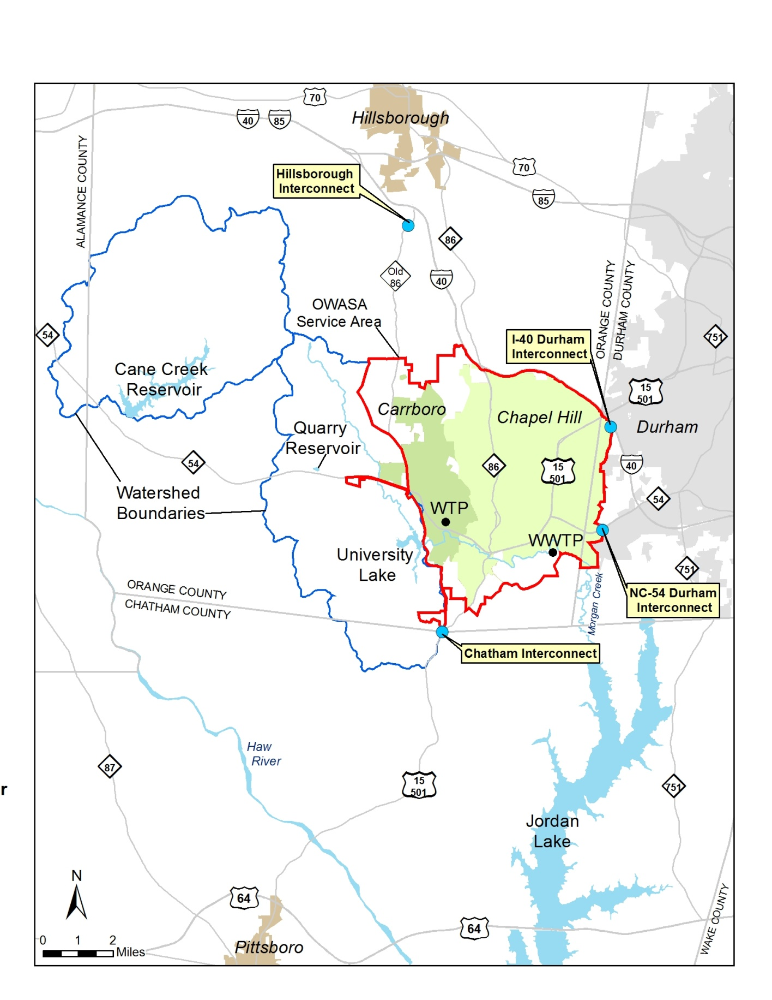 70
40
85
Hillsborough
ALAMANCE COUNTY
70
Hillsborough
Interconnect
85
86
Old
86
40
ORANGE COUNTY
DURHAM COUNTY
OWASA
Service Area
54
751
I-40 Durham
Interconnect
Cane Creek
Reservoir
15
501
Carrboro
Chapel Hill
Durham
Quarry
Reservoir
54
86
15
501
40
Watershed
Boundaries
54
WTP
WWTP
University
Lake
751
ORANGE COUNTY
CHATHAM COUNTY
Morgan Creek
NC-54 Durham
Interconnect
Chatham Interconnect
Haw
River
87
15
501
751
r
Jordan
Lake
N
64
64
WAKE COUNTY
0 1 2
Miles
Pittsboro